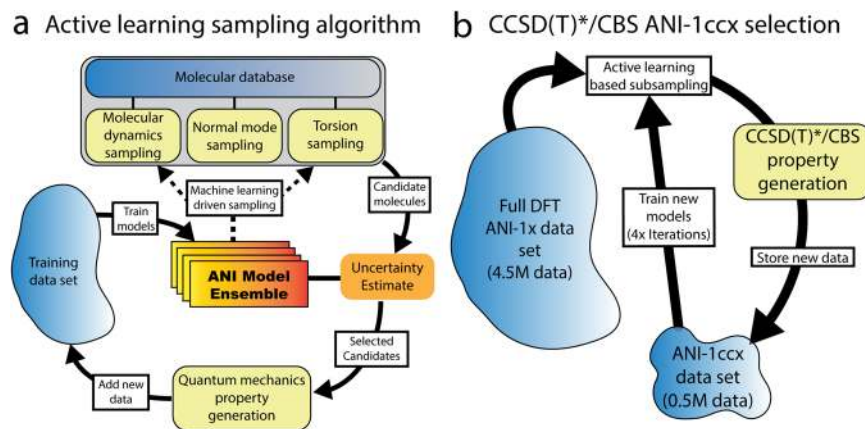 a Active learning sampling algorithm
Molecular database
Molecular
dynamics
sampling
Normal mode
sampling
Torsion
sampling
Machine learning
driven sampling
Candidate
molecules
Train
models
Training
data set
ANI Model
Ensemble
Uncertainty
Estimate
Selected
Candidates
Add new
data
Quantum mechanics
property
generation
b CCSD(T)*/CBS ANI-1ccx selection
Active learning
based subsampling
CCSD(T)*/CBS
property
generation
Full DFT
ANI-1x data
set
(4.5M data)
Train new
models
(4x Iterations)
Store new data
ANI-1ccx
data set
(0.5M data)